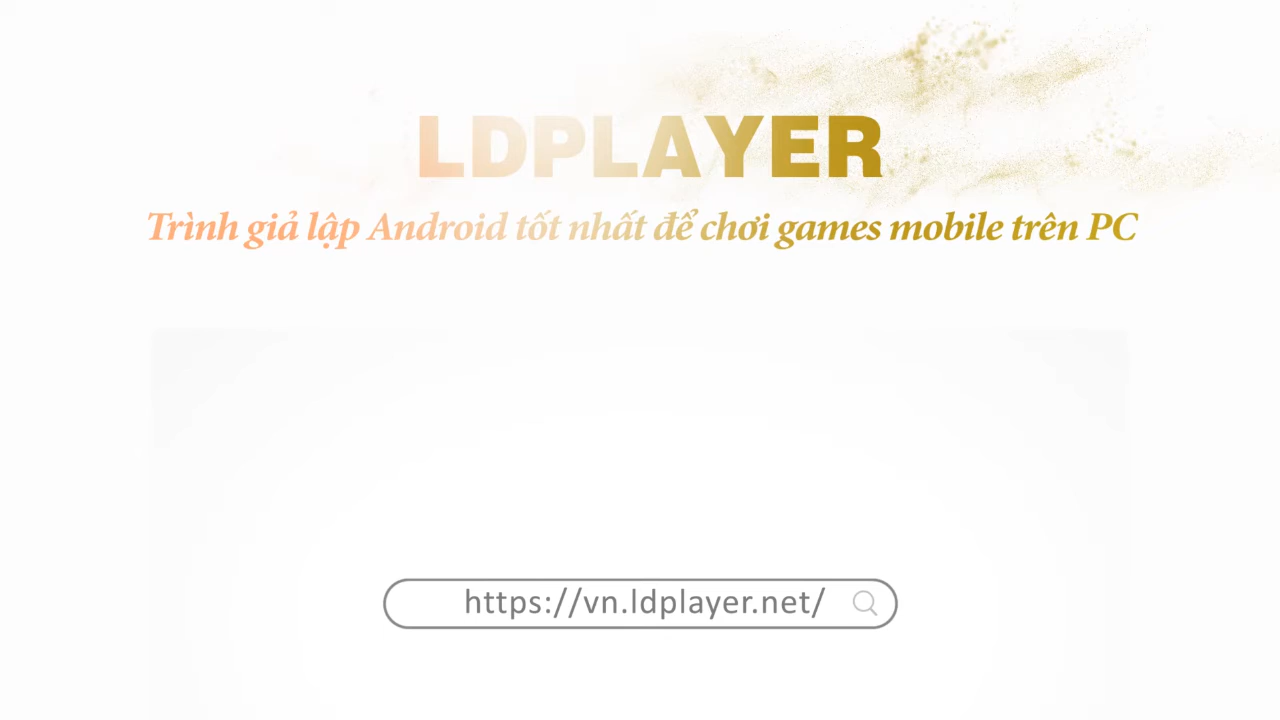 LDPLAYER
Trình giả lập Android tốt nhất để chơi games mobile trên PC
https://vn.ldplayer.net/